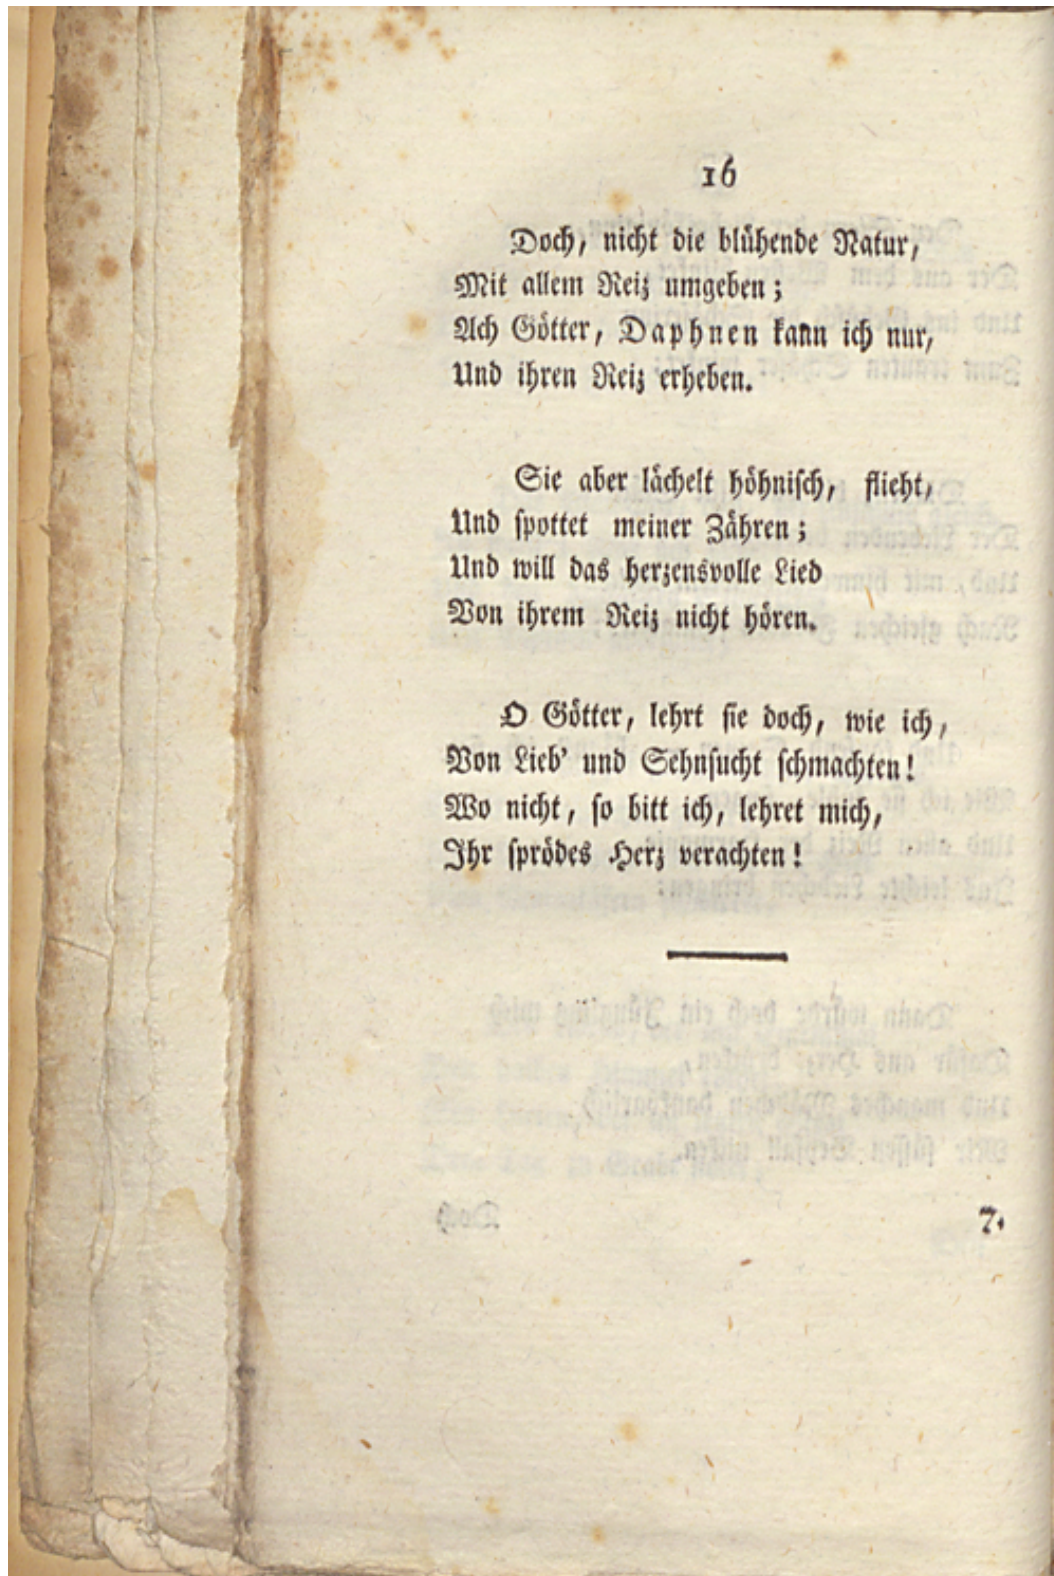 16
Doch, nicht die blühende Natur,
Mit allem Reiz umgeben;
Ach Götter, Daphnen kann ich nur,
Und ihren Reiz erheben.
Sie aber lächelt höhnisch, flieht,
Und spottet meiner Zähren;
Und will das herzensvolle Lied
Von ihrem Reiz nicht hören.
O Götter, lehrt sie doch, wie ich,
Von Lieb' und Sehnsucht schmachten!
Wo nicht, so bitt ich, lehret mich,
Ihr sprödes Herz verachten!
7.